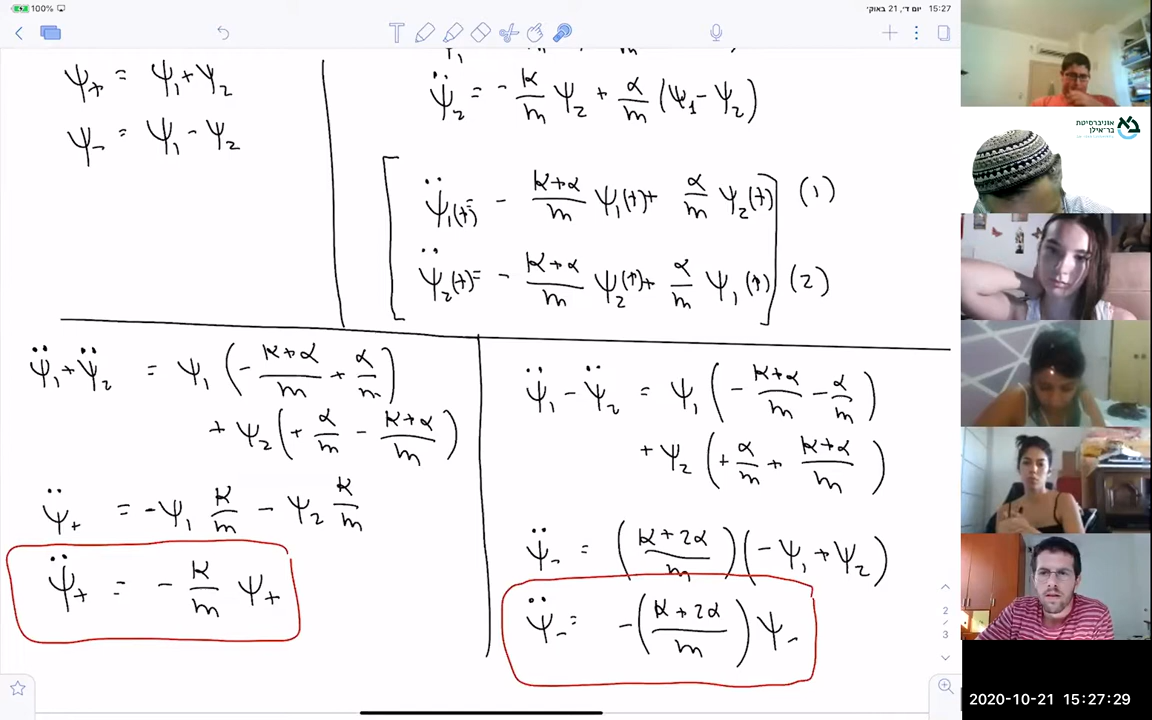 100%
15:27 יום ד׳, 21 באוק׳
ψ₊ = ψ₁ + ψ₂
ψ₋ = ψ₁ - ψ₂
ψ̈₂ = - K/m ψ₂ + α/m (ψ₁ - ψ₂)
ψ̈₁(t) = - (K+α)/m ψ₁(t) + α/m ψ₂(t) (1)
ψ̈₂(t) = - (K+α)/m ψ₂(t) + α/m ψ₁(t) (2)
ψ̈₁ + ψ̈₂ = ψ₁ (- (K+α)/m + α/m)
+ ψ₂ (+ α/m - (K+α)/m)
ψ̈₊ = -ψ₁ K/m - ψ₂ K/m
ψ̈₊ = - K/m ψ₊
ψ̈₁ - ψ̈₂ = ψ₁ (- (K+α)/m - α/m)
+ ψ₂ (+ α/m + (K+α)/m)
ψ̈₋ = ((K+2α)/m) (-ψ₁ + ψ₂)
ψ̈₋ = - ((K+2α)/m) ψ₋
2
/
3
אוניברסיטת
בר־אילן
2020-10-21 15:27:29